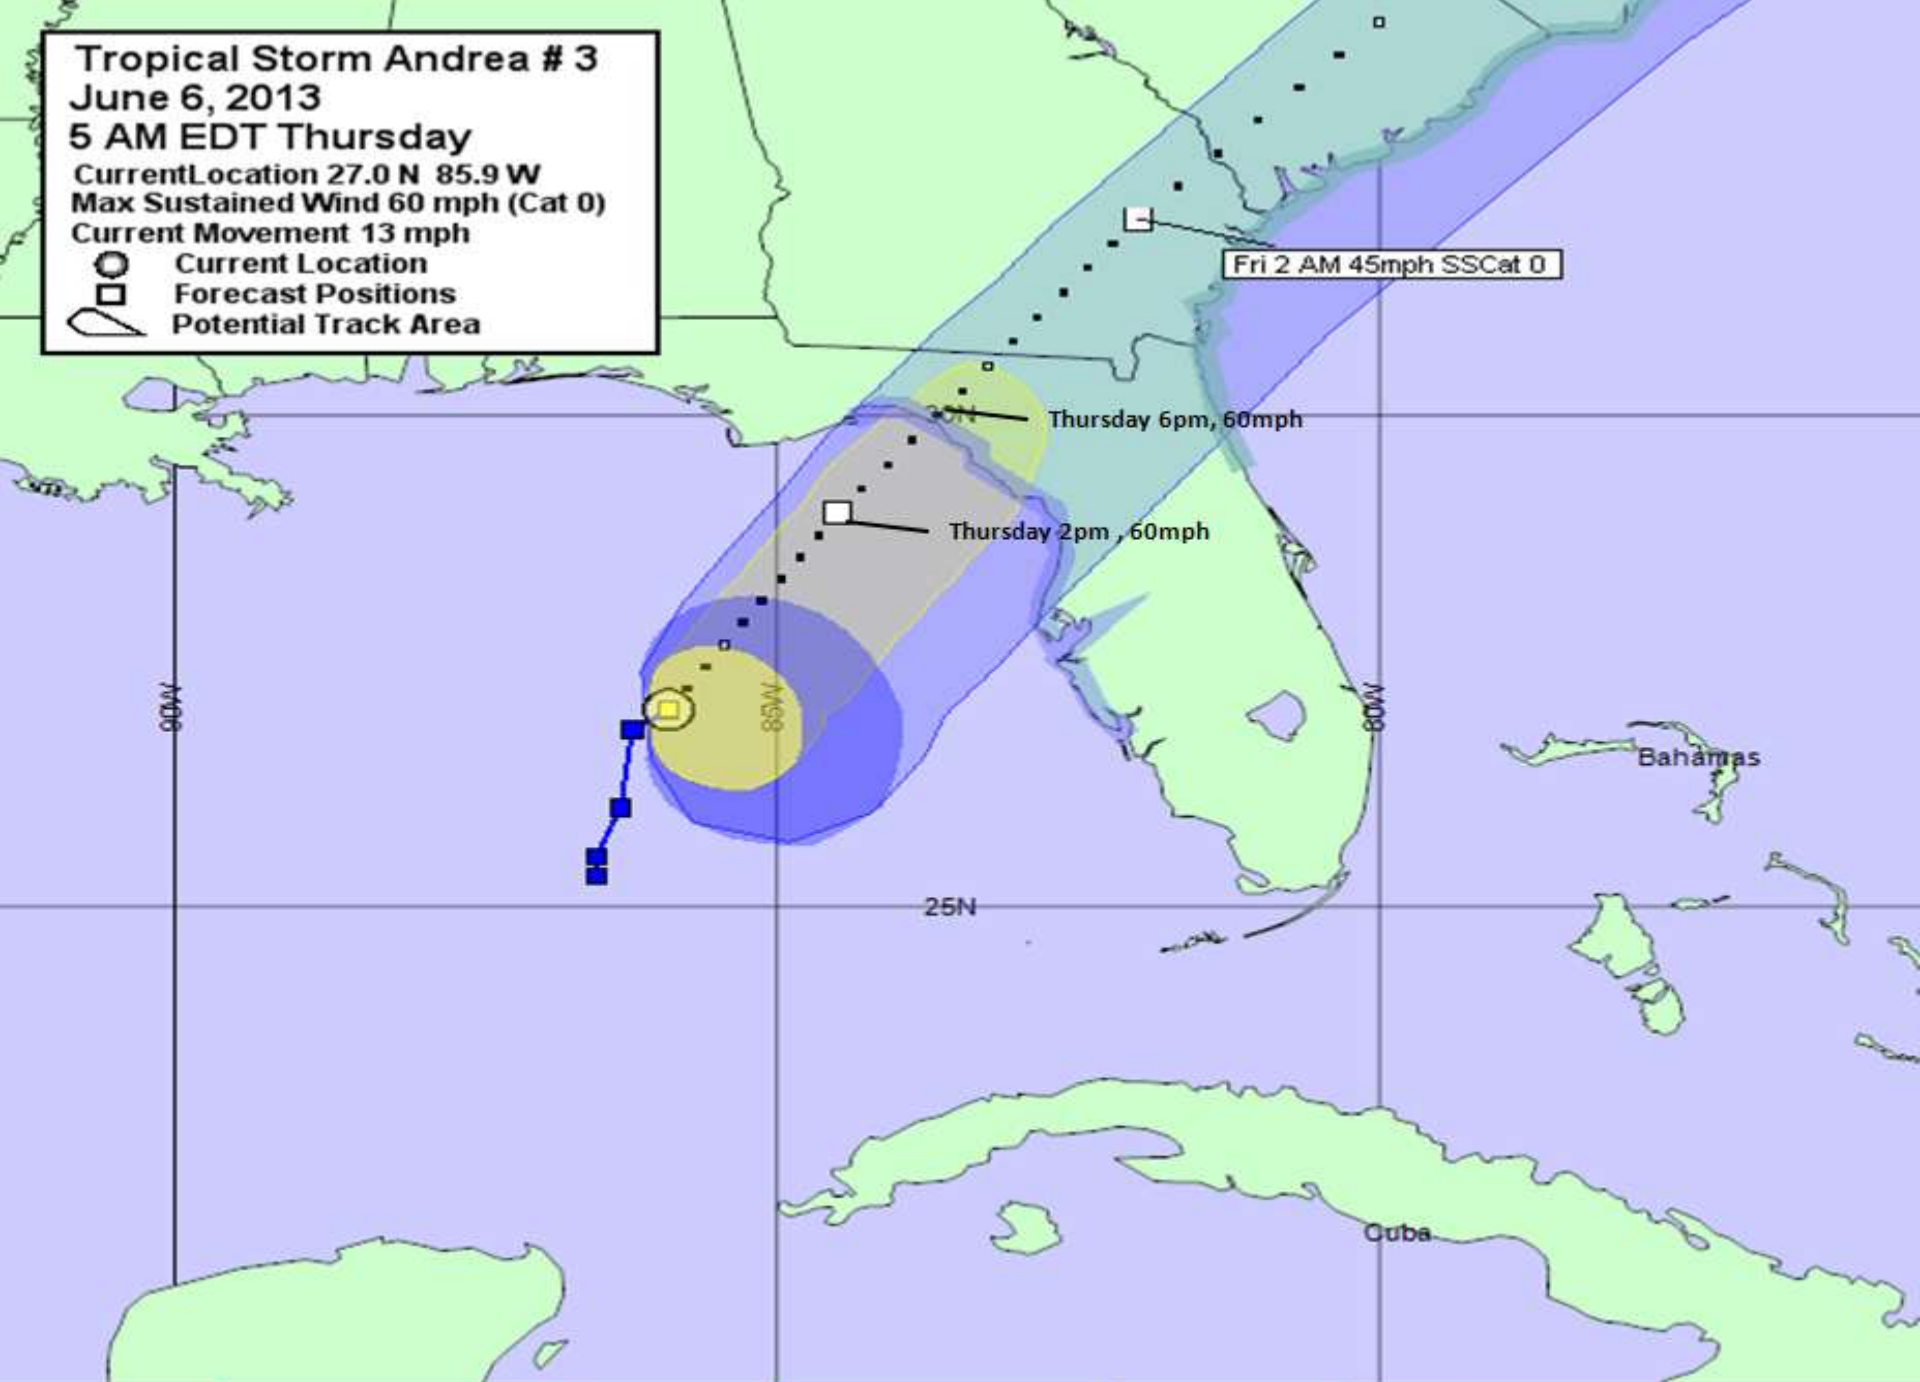 Tropical Storm Andrea # 3
June 6, 2013
5 AM EDT Thursday
CurrentLocation 27.0 N 85.9 W
Max Sustained Wind 60 mph (Cat 0)
Current Movement 13 mph
Current Location
Forecast Positions
Potential Track Area
Fri 2 AM 45mph SSCat 0
30N
Thursday 6pm, 60mph
Thursday 2pm , 60mph
90W
85W
80W
Bahamas
25N
Cuba